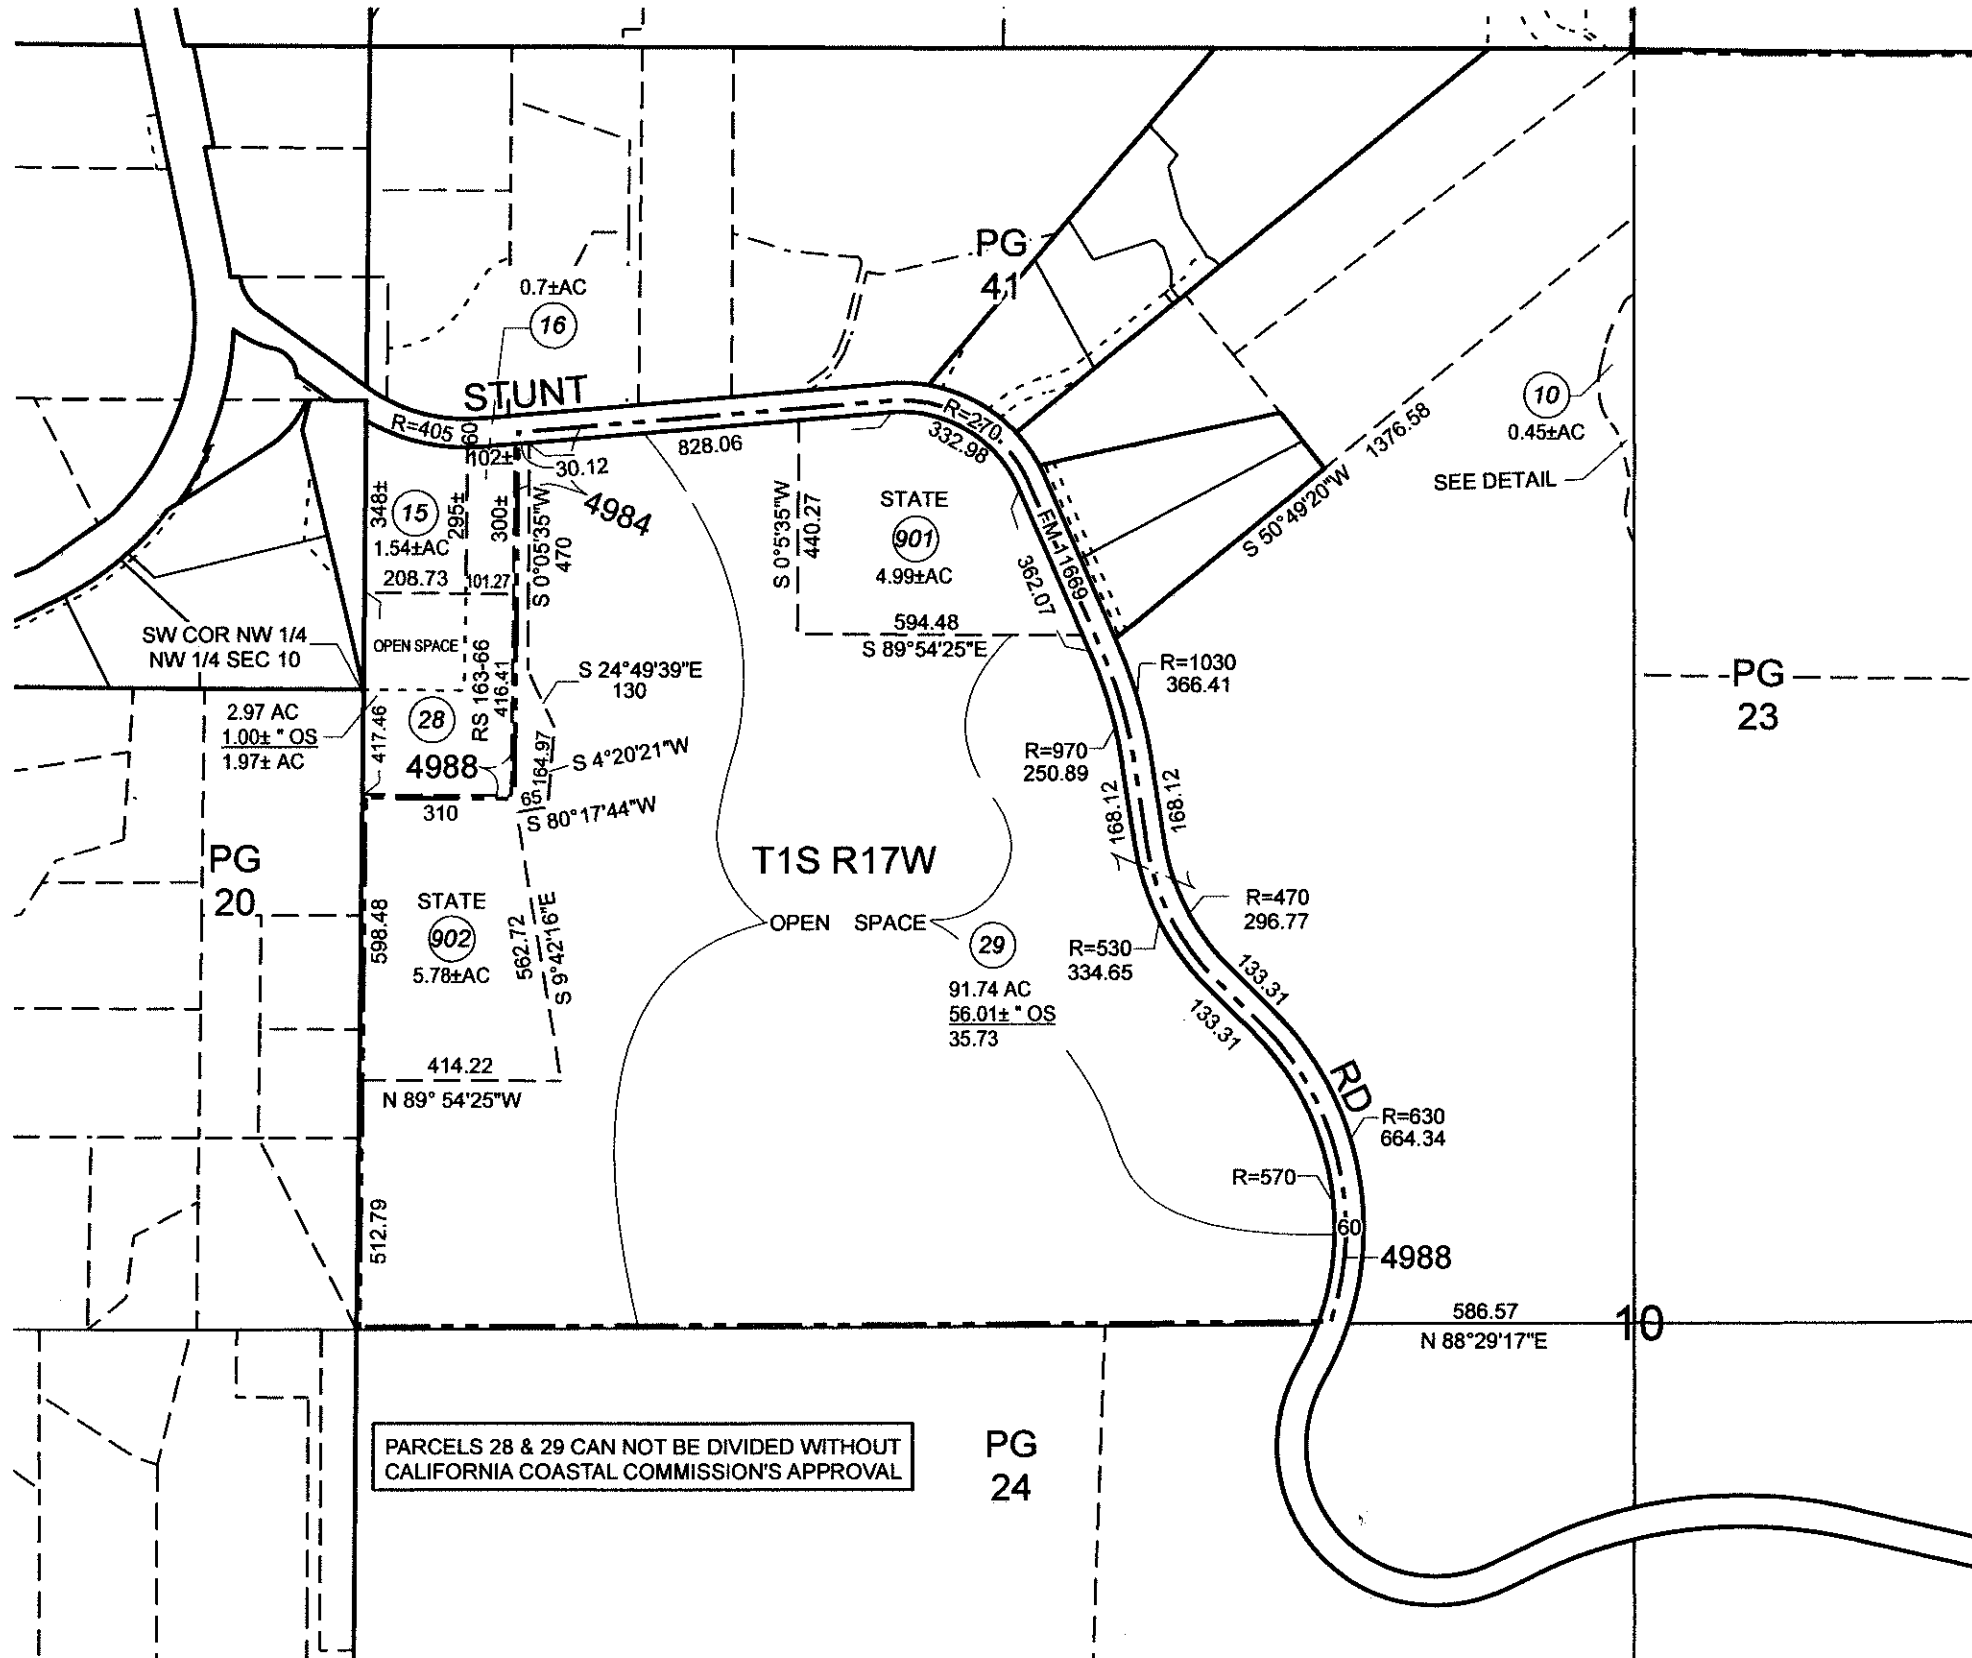 PG
41
0.7±AC
16
STUNT
R=405
60
R=270
332.98
828.06
102±
30.12
4984
10
0.45±AC
SEE DETAIL
1376.58
S 50°49'20"W
348±
15
1.54±AC
295±
300±
S 0°05'35"W
470
208.73
101.27
S 0°5'35"W
440.27
STATE
901
4.99±AC
FM-11669
362.07
594.48
S 89°54'25"E
SW COR NW 1/4
NW 1/4 SEC 10
OPEN SPACE
RS 163-66
416.41
S 24°49'39"E
130
R=1030
366.41
PG
23
2.97 AC
1.00± " OS
1.97± AC
417.46
28
4988
164.97
S 4°20'21"W
65
S 80°17'44"W
310
R=970
250.89
168.12
168.12
PG
20
T1S R17W
STATE
902
5.78±AC
598.48
562.72
S 9°42'16"E
OPEN SPACE
29
91.74 AC
56.01± " OS
35.73
R=470
296.77
R=530
334.65
133.31
133.31
414.22
N 89° 54'25"W
RD
R=630
664.34
R=570
60
4988
512.79
586.57
N 88°29'17"E
10
PARCELS 28 & 29 CAN NOT BE DIVIDED WITHOUT
CALIFORNIA COASTAL COMMISSION'S APPROVAL
PG
24